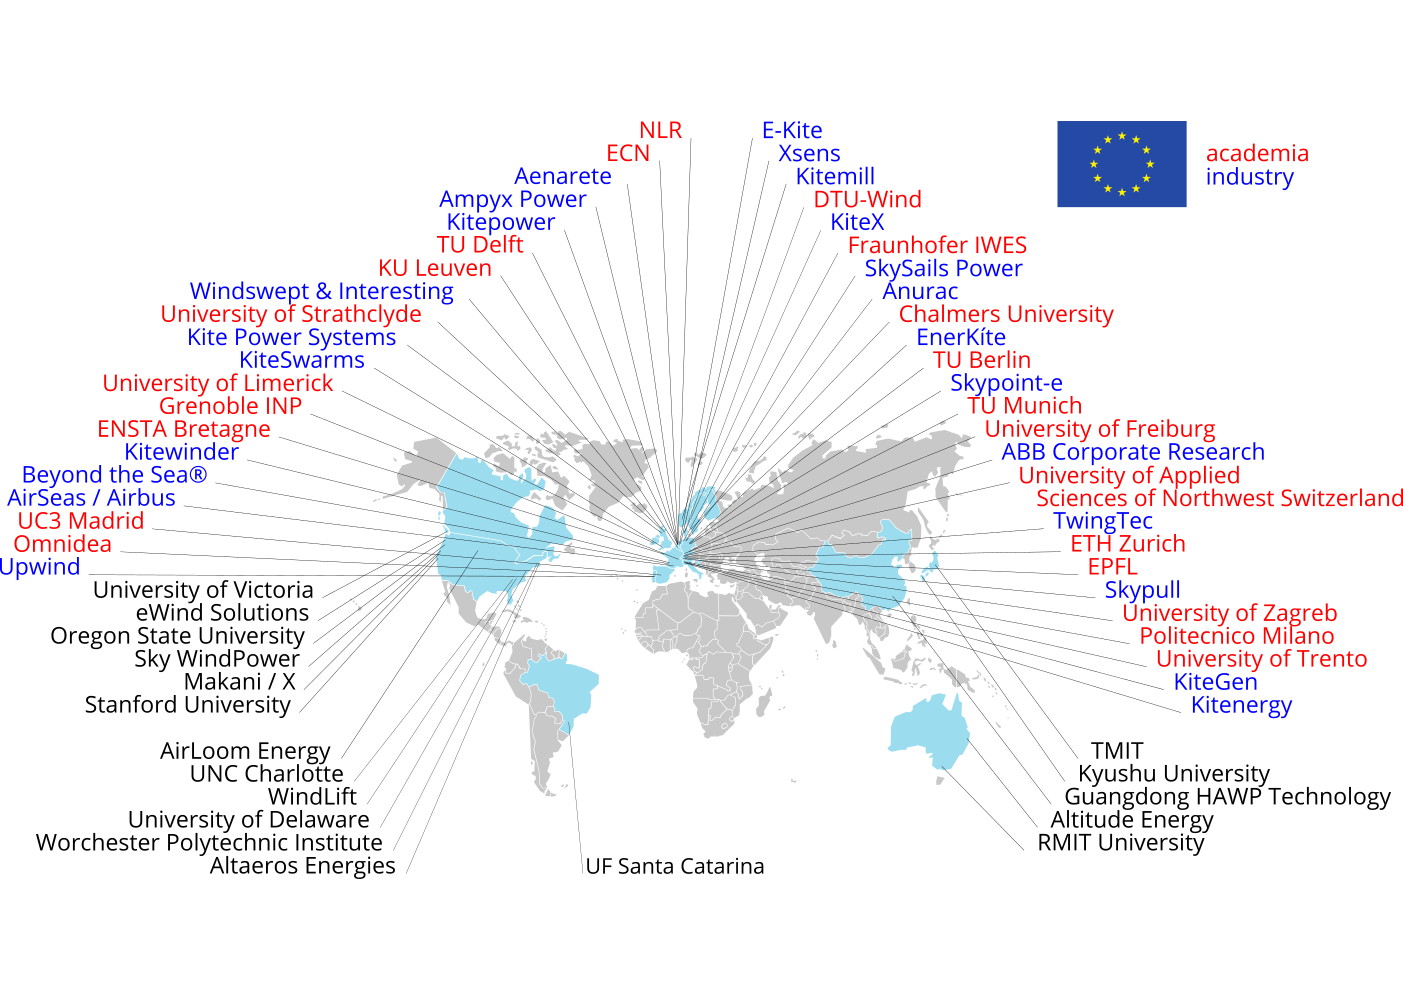 NLR
ECN
Aenarete
Ampyx Power
Kitepower
TU Delft
KU Leuven
Windswept & Interesting
University of Strathclyde
Kite Power Systems
KiteSwarms
University of Limerick
Grenoble INP
ENSTA Bretagne
Kitewinder
Beyond the Sea®
AirSeas / Airbus
UC3 Madrid
Omnidea
Upwind
University of Victoria
eWind Solutions
Oregon State University
Sky WindPower
Makani / X
Stanford University
AirLoom Energy
UNC Charlotte
WindLift
University of Delaware
Worchester Polytechnic Institute
Altaeros Energies
UF Santa Catarina
E-Kite
Xsens
Kitemill
DTU-Wind
KiteX
Fraunhofer IWES
SkySails Power
Anurac
Chalmers University
EnerKíte
TU Berlin
Skypoint-e
TU Munich
University of Freiburg
ABB Corporate Research
University of Applied
Sciences of Northwest Switzerland
TwingTec
ETH Zurich
EPFL
Skypull
University of Zagreb
Politecnico Milano
University of Trento
KiteGen
Kitenergy
TMIT
Kyushu University
Guangdong HAWP Technology
Altitude Energy
RMIT University
academia
industry